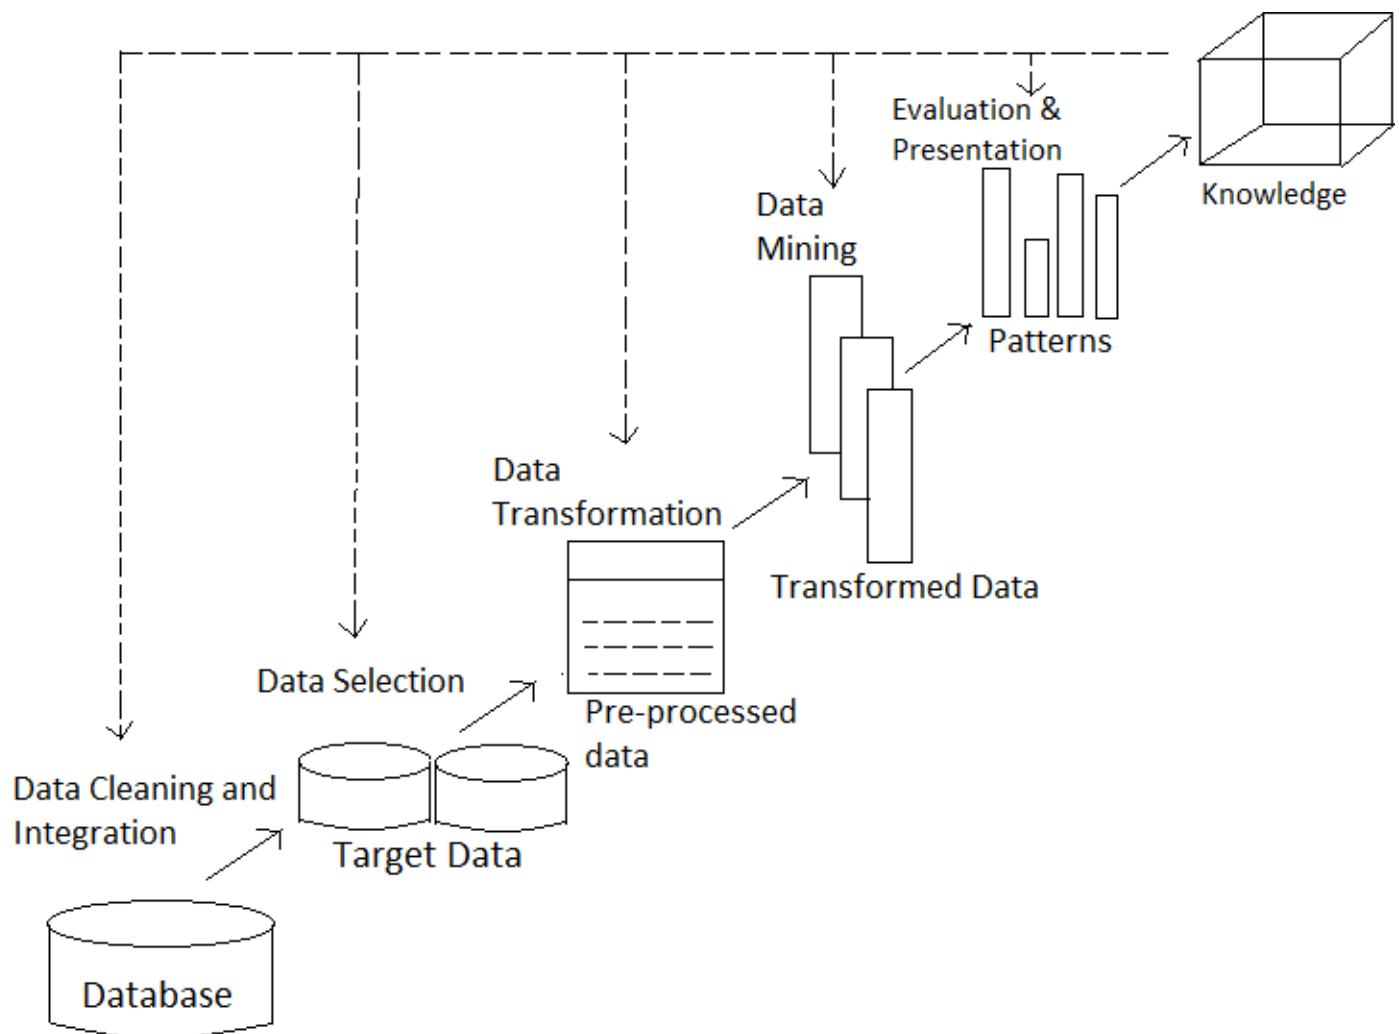 Evaluation &
Presentation
Knowledge
Data
Mining
Patterns
Data
Transformation
Transformed Data
Data Selection
Pre-processed
data
Data Cleaning and
Integration
Target Data
Database